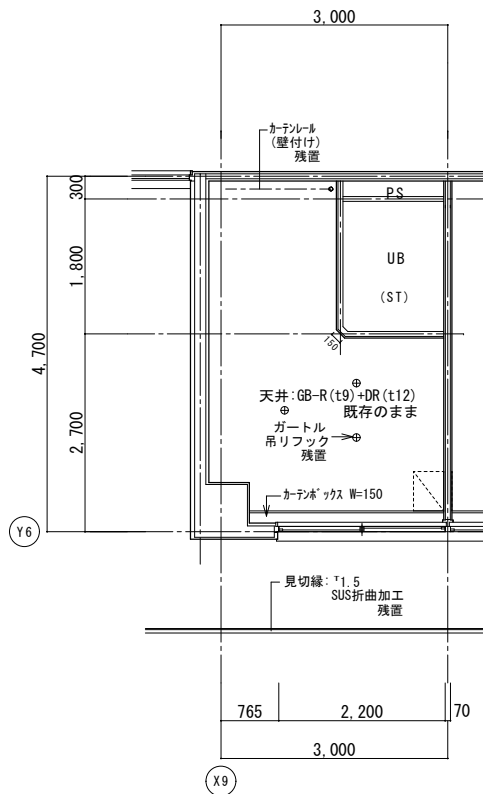 3,000
カーテンレール
(壁付け)
残置
300
PS
1,800
UB
(ST)
4,700
150
天井:GB-R(t9)+DR(t12)
既存のまま
2,700
ガートル
吊リフック
残置
カーテンボックス W=150
Y6
見切縁: T1.5
SUS折曲加工
残置
765
2,200
70
3,000
X9